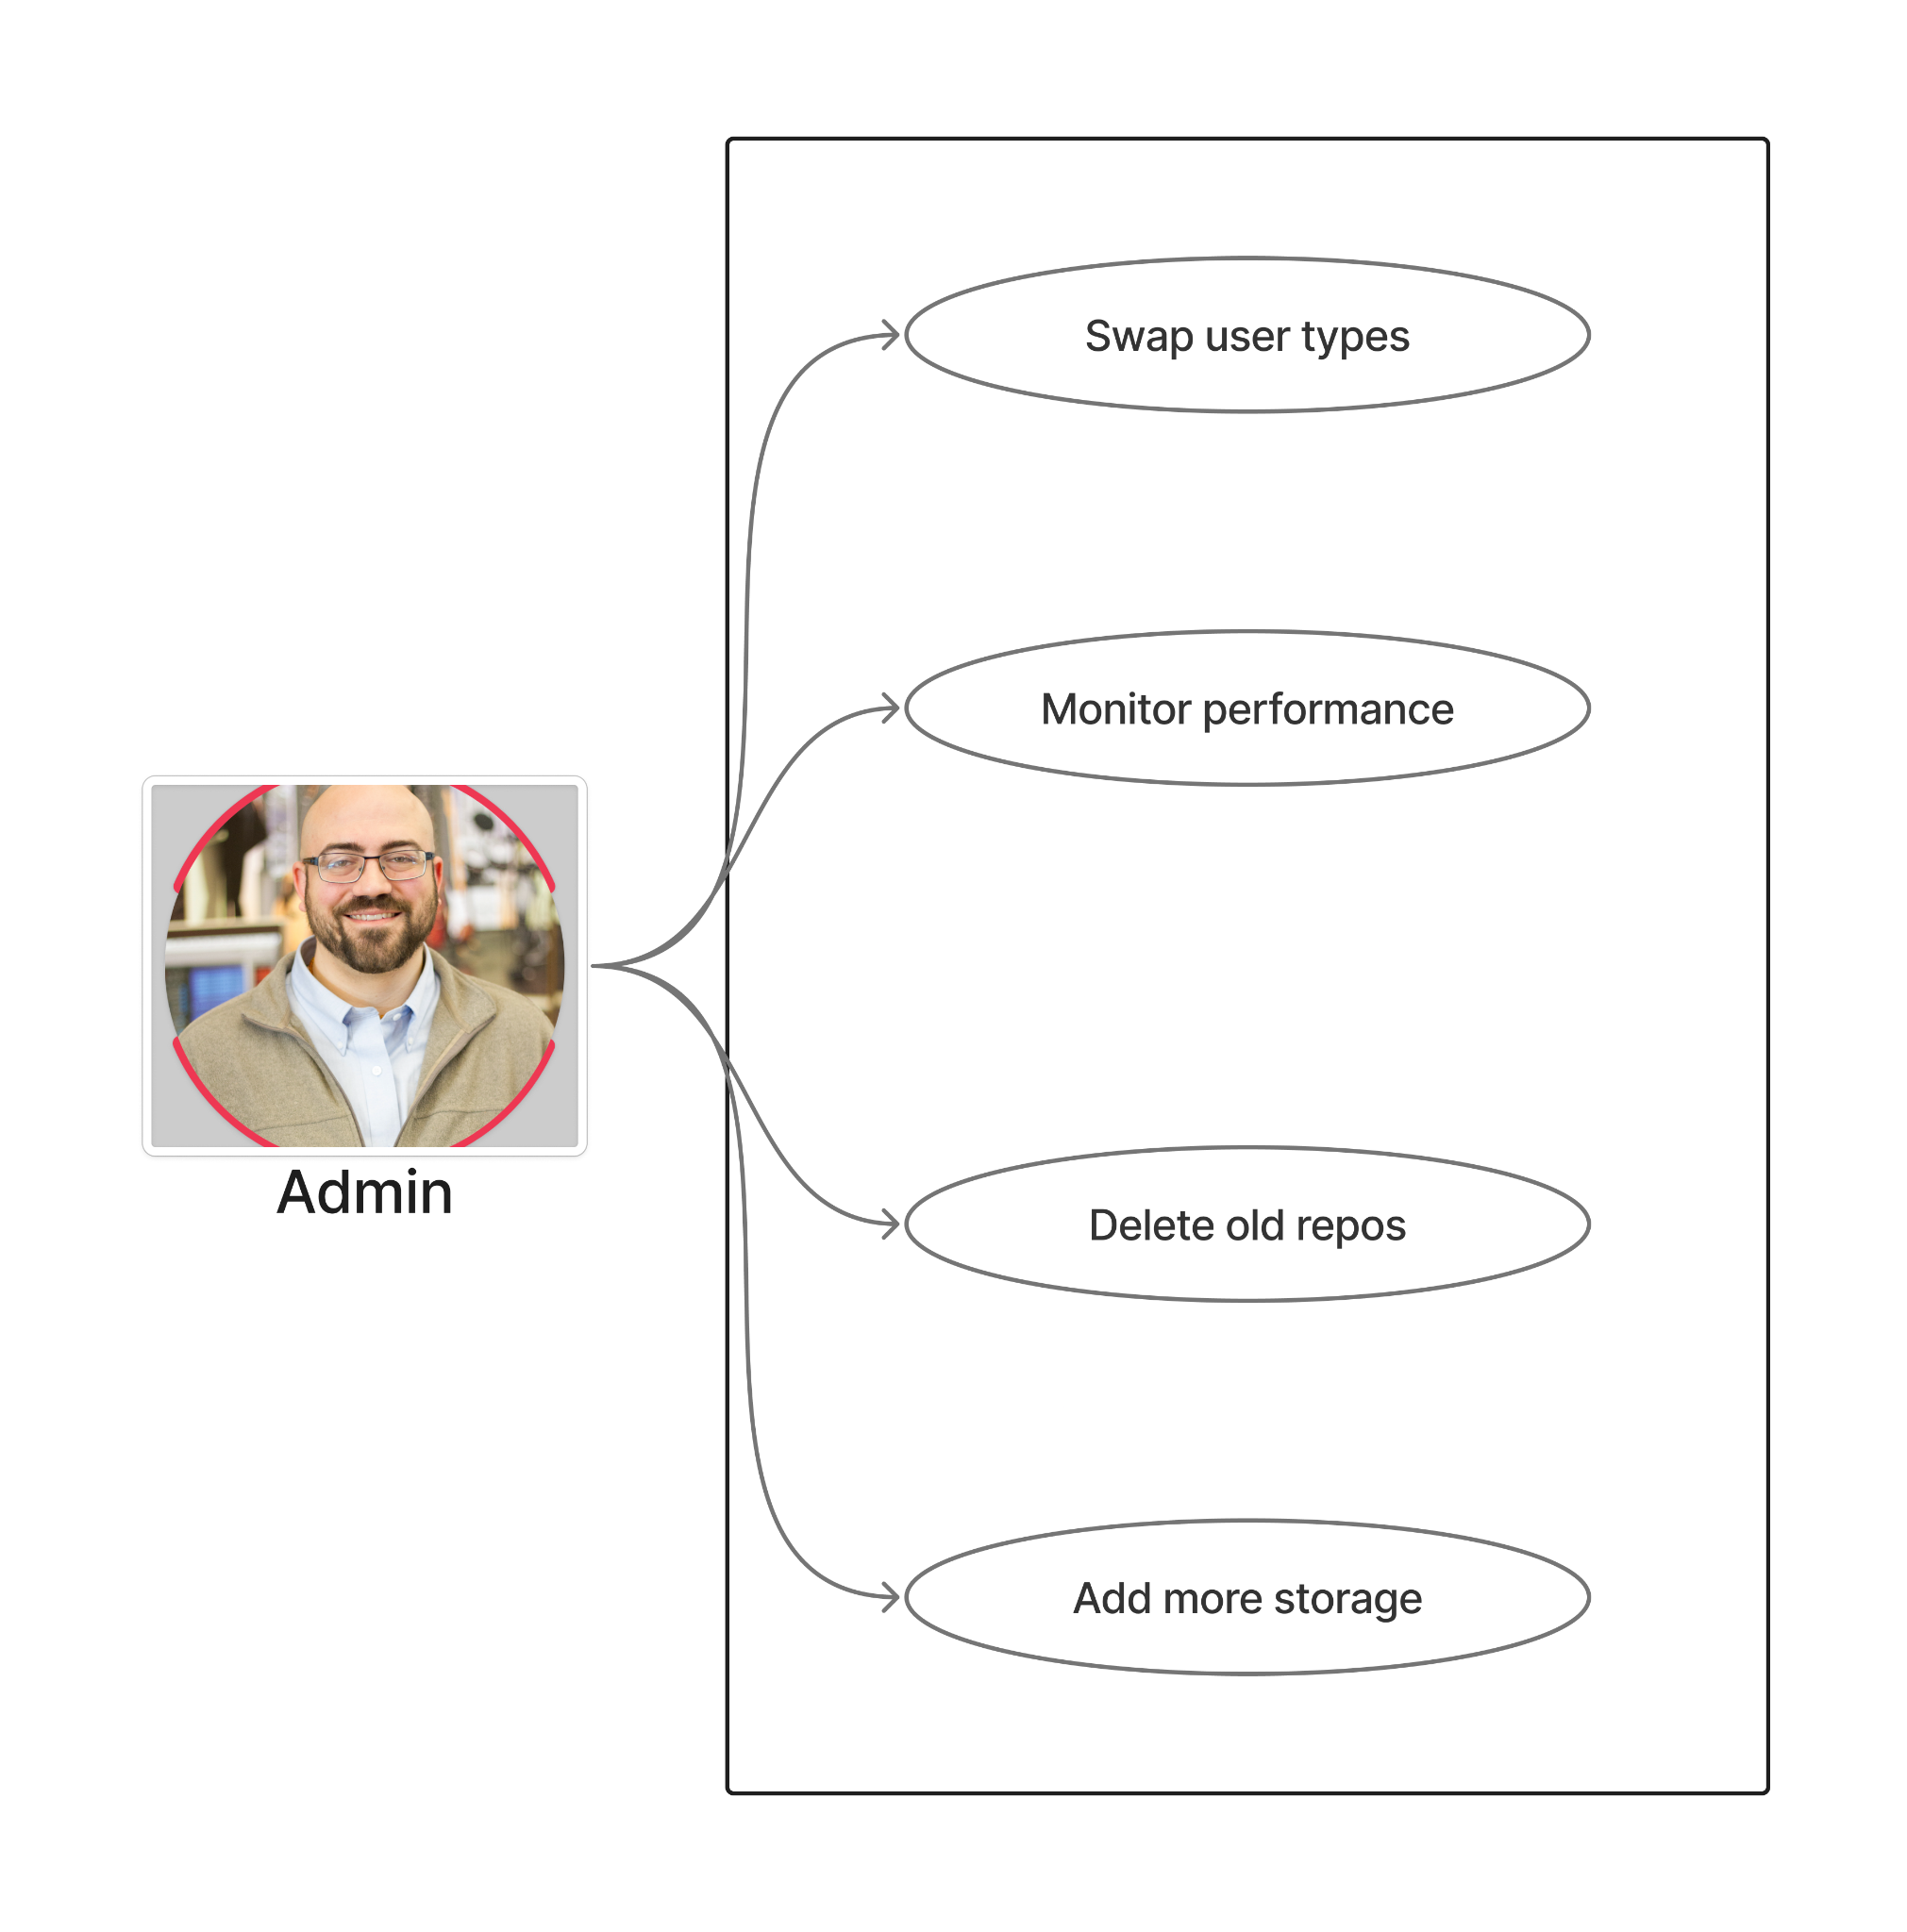 Swap user types
Monitor performance
Admin
Delete old repos
Add more storage